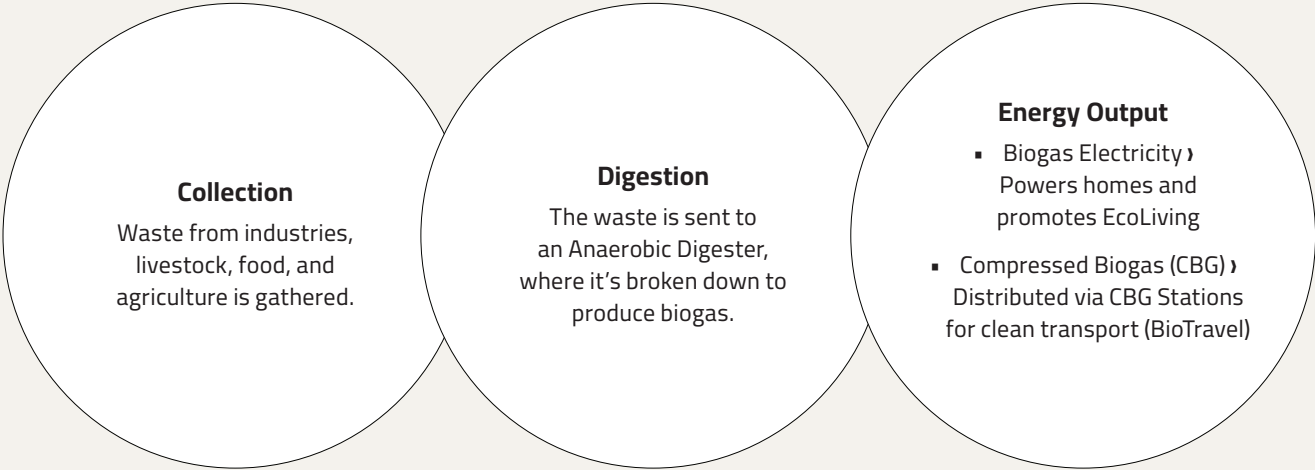 Collection
Waste from industries,
livestock, food, and
agriculture is gathered.
Digestion
The waste is sent to
an Anaerobic Digester,
where it’s broken down to
produce biogas.
Energy Output
▪ Biogas Electricity ›
Powers homes and
promotes EcoLiving
▪ Compressed Biogas (CBG) ›
Distributed via CBG Stations
for clean transport (BioTravel)